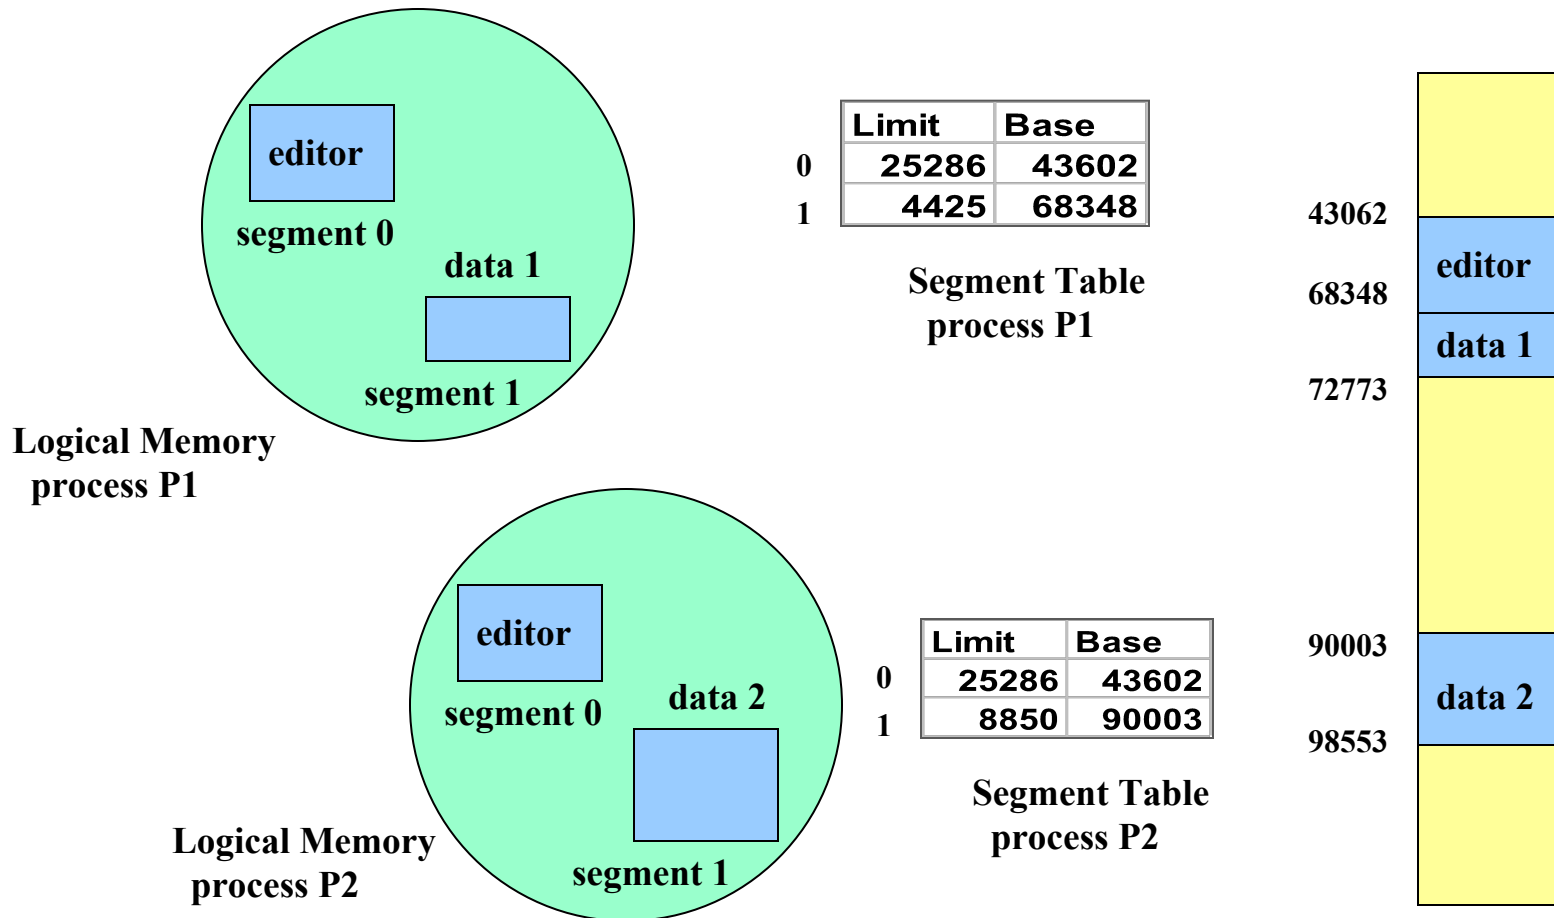 editor
segment 0
data 1
segment 1
Logical Memory
process P1
Limit Base
0 25286 43602
1 4425 68348
Segment Table
process P1
43062
editor
68348
data 1
72773
editor
segment 0
data 2
segment 1
Logical Memory
process P2
Limit Base
0 25286 43602
1 8850 90003
Segment Table
process P2
90003
data 2
98553